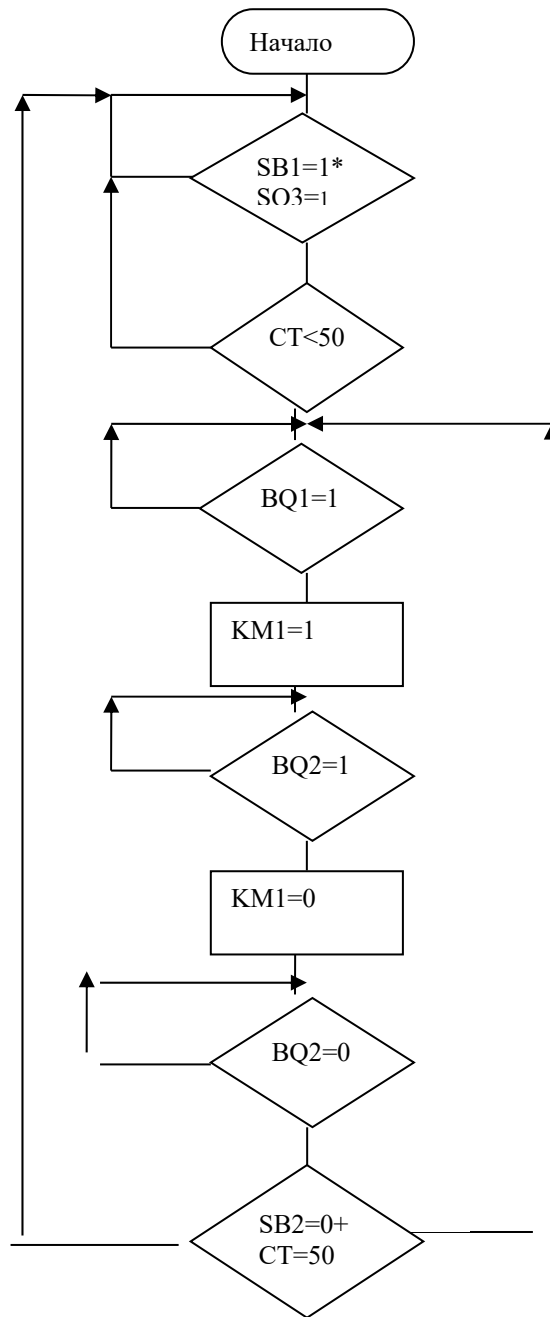 Начало
SB1=1*
SQ3=1
CT<50
BQ1=1
KM1=1
BQ2=1
KM1=0
BQ2=0
SB2=0+
CT=50